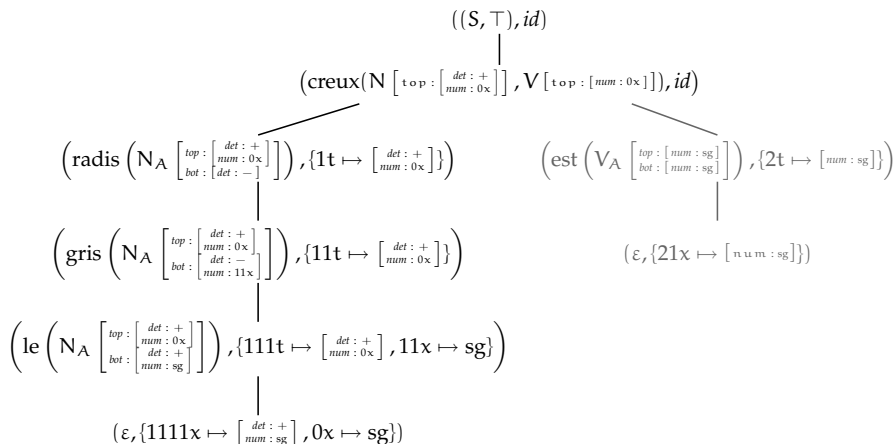 ((S, ⊤), id)
(creux(N [top : [det : + num : 0x]], V[top : [num : 0x]]), id)
(radis (N_A [top : [det : + num : 0x] bot : [det : −]]), {1t ↦ [det : + num : 0x]}) (est (V_A [top : [num : sg] bot : [num : sg]]), {2t ↦ [num : sg]})
(gris (N_A [top : [det : + num : 0x] bot : [det : − num : 11x]]), {11t ↦ [det : + num : 0x]}) (ε, {21x ↦ [num : sg]})
(le (N_A [top : [det : + num : 0x] bot : [det : + num : sg]]), {111t ↦ [det : + num : 0x], 11x ↦ sg})
(ε, {1111x ↦ [det : + num : sg], 0x ↦ sg})